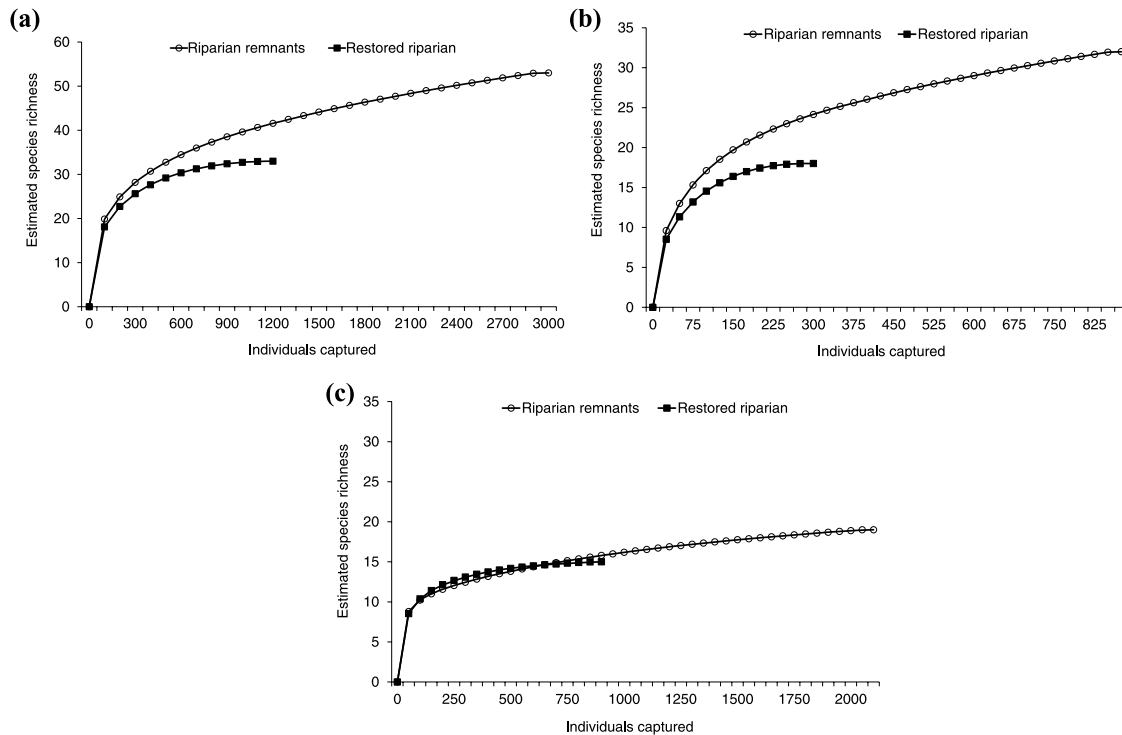 (a)
Riparian remnants Restored riparian
Estimated species richness
60
50
40
30
20
10
0
0 300 600 900 1200 1500 1800 2100 2400 2700 3000
Individuals captured
(b)
Riparian remnants Restored riparian
Estimated species richness
35
30
25
20
15
10
5
0
0 75 150 225 300 375 450 525 600 675 750 825
Individuals captured
(c)
Riparian remnants Restored riparian
Estimated species richness
35
30
25
20
15
10
5
0
0 250 500 750 1000 1250 1500 1750 2000
Individuals captured